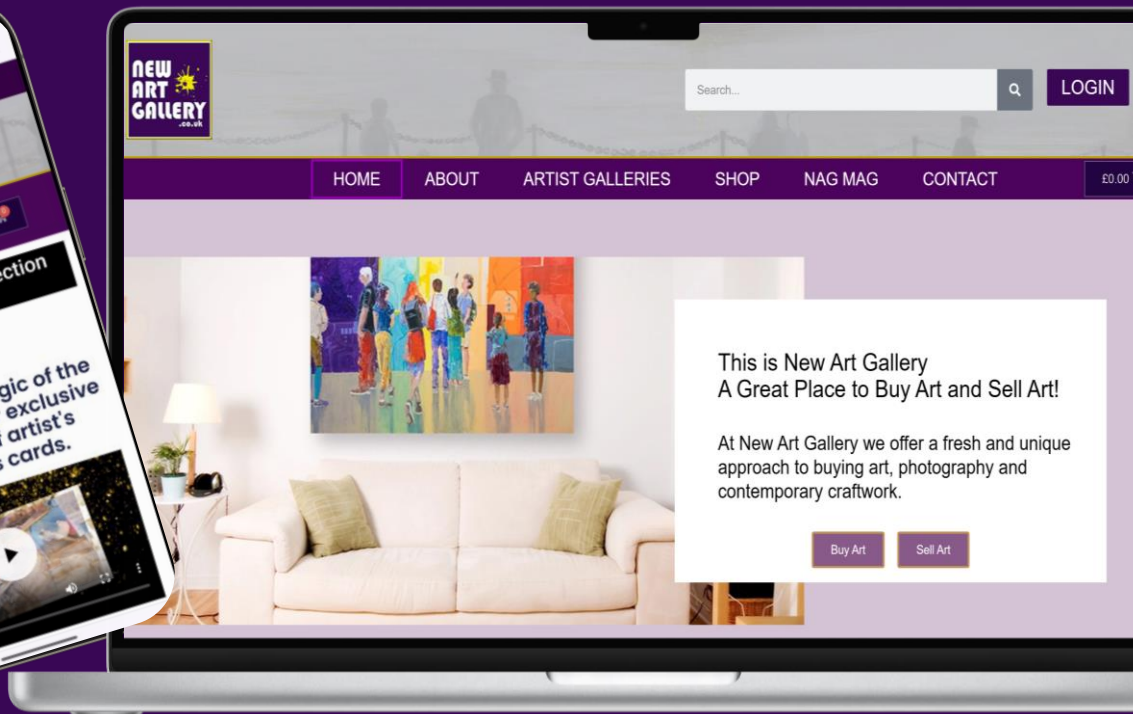 ection
gic of the
exclusive
artist's
cards.
NEW
ART
GALLERY
.co.uk
Search...
LOGIN
HOME ABOUT ARTIST GALLERIES SHOP NAG MAG CONTACT £0.00
This is New Art Gallery
A Great Place to Buy Art and Sell Art!
At New Art Gallery we offer a fresh and unique
approach to buying art, photography and
contemporary craftwork.
Buy Art Sell Art